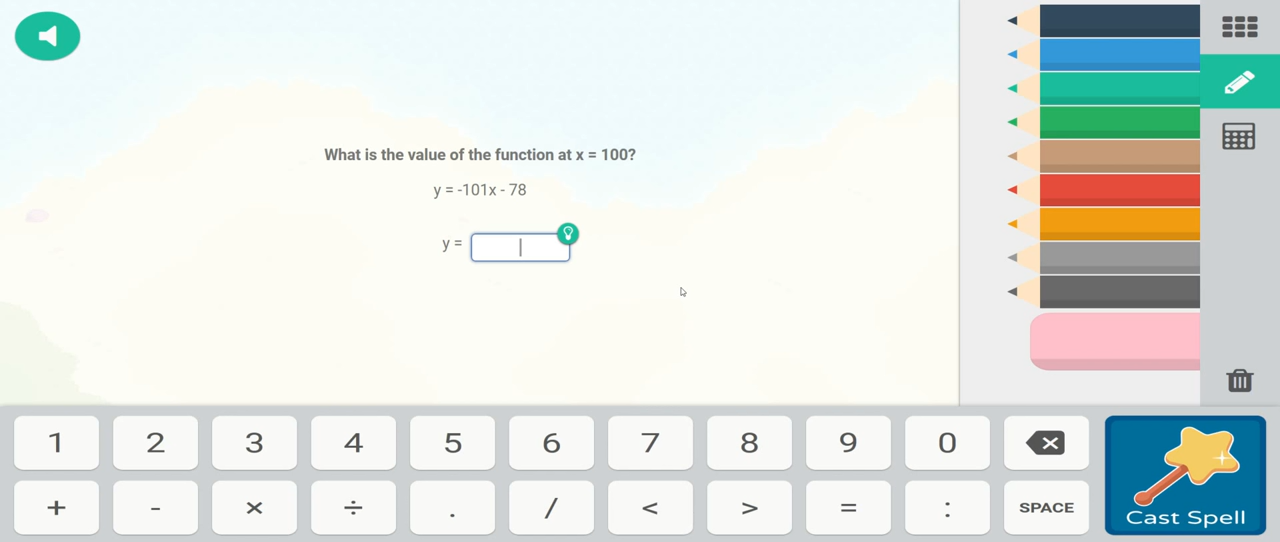 What is the value of the function at x = 100?
y = -101x - 78
y =
1 2 3 4 5 6 7 8 9 0
+ - × ÷ . / < > = : SPACE
Cast Spell